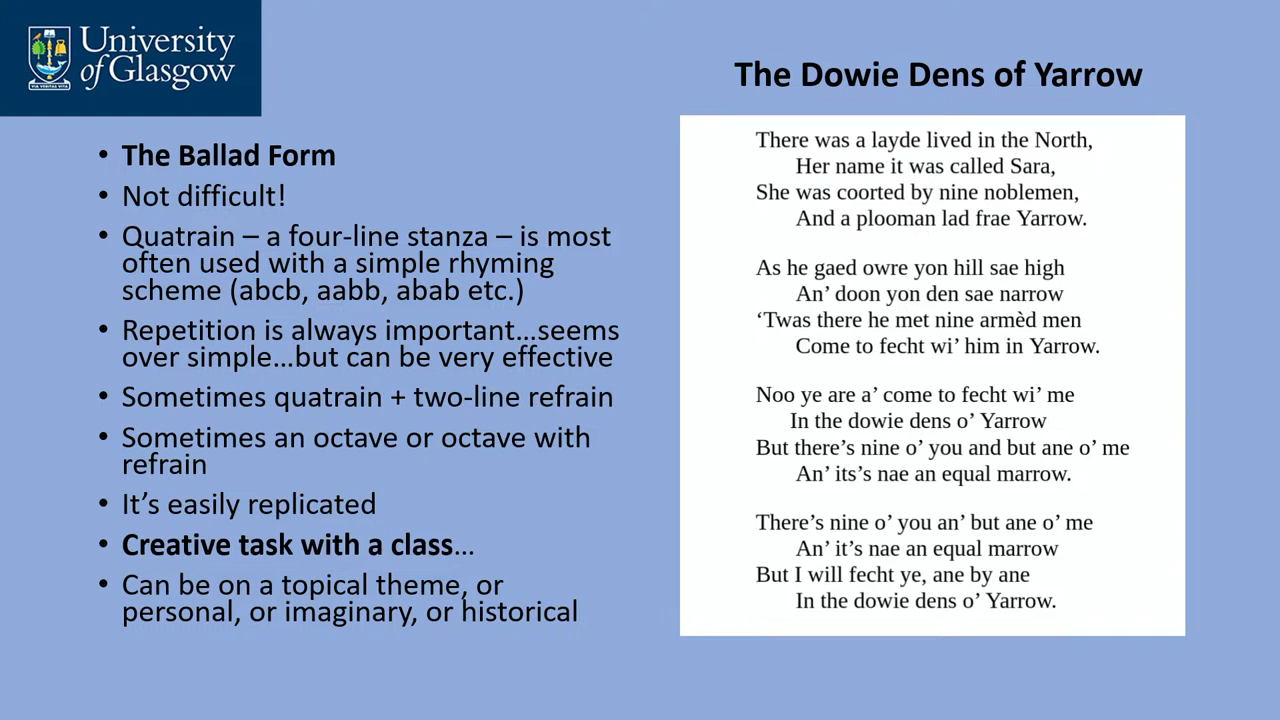 University
of Glasgow
VIA VERITAS VITA
The Dowie Dens of Yarrow
• The Ballad Form
• Not difficult!
• Quatrain – a four-line stanza – is most
often used with a simple rhyming
scheme (abcb, aabb, abab etc.)
• Repetition is always important…seems
over simple…but can be very effective
• Sometimes quatrain + two-line refrain
• Sometimes an octave or octave with
refrain
• It’s easily replicated
• Creative task with a class…
• Can be on a topical theme, or
personal, or imaginary, or historical
There was a layde lived in the North,
Her name it was called Sara,
She was coorted by nine noblemen,
And a plooman lad frae Yarrow.
As he gaed owre yon hill sae high
An’ doon yon den sae narrow
‘Twas there he met nine armèd men
Come to fecht wi’ him in Yarrow.
Noo ye are a’ come to fecht wi’ me
In the dowie dens o’ Yarrow
But there’s nine o’ you and but ane o’ me
An’ its’s nae an equal marrow.
There’s nine o’ you an’ but ane o’ me
An’ it’s nae an equal marrow
But I will fecht ye, ane by ane
In the dowie dens o’ Yarrow.